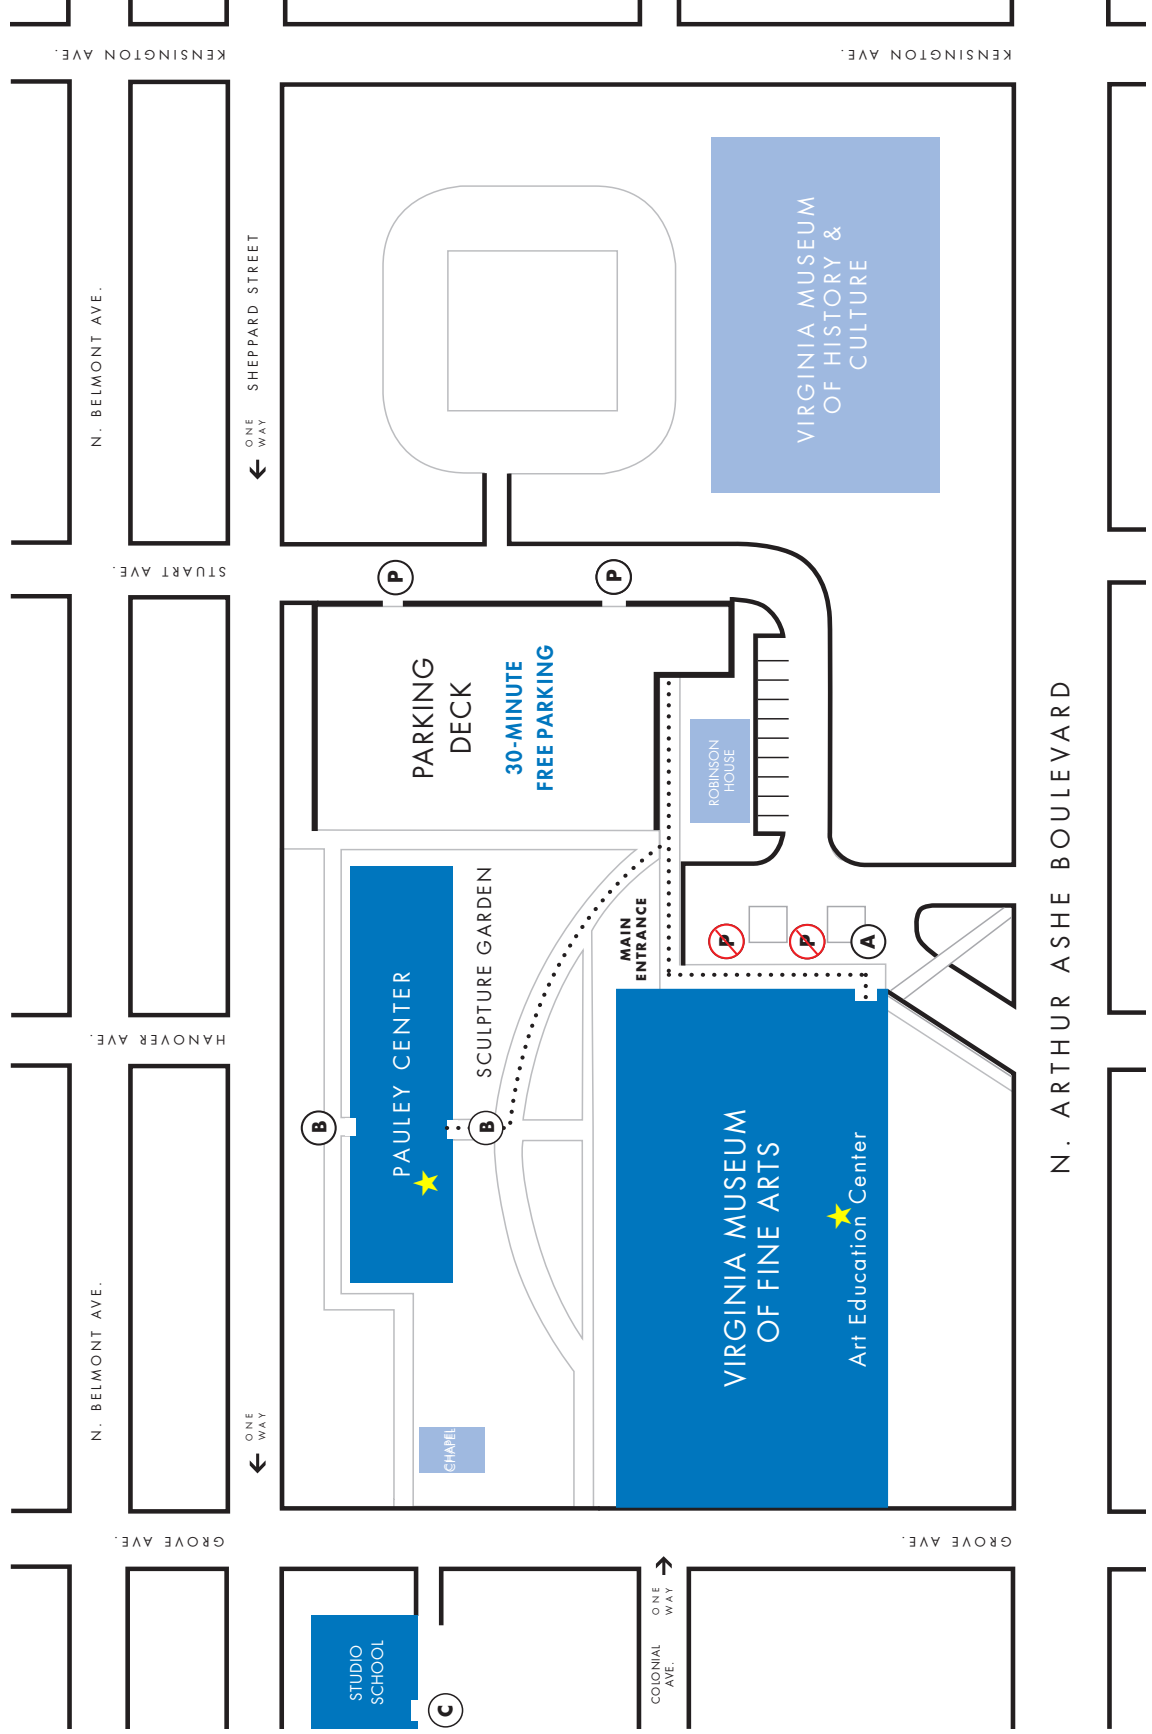 KENSINGTON AVE.
KENSINGTON AVE.
N. BELMONT AVE.
SHEPPARD STREET
ONE
WAY
VIRGINIA MUSEUM
OF HISTORY &
CULTURE
STUART AVE.
P
P
PARKING
DECK
30-MINUTE
FREE PARKING
ROBINSON
HOUSE
N. ARTHUR ASHE BOULEVARD
SCULPTURE GARDEN
MAIN
ENTRANCE
P
P
A
HANOVER AVE.
PAULEY CENTER
B
B
VIRGINIA MUSEUM
OF FINE ARTS
Art Education Center
N. BELMONT AVE.
ONE
WAY
CHAPEL
GROVE AVE.
GROVE AVE.
ONE
WAY
COLONIAL
AVE.
STUDIO
SCHOOL
C